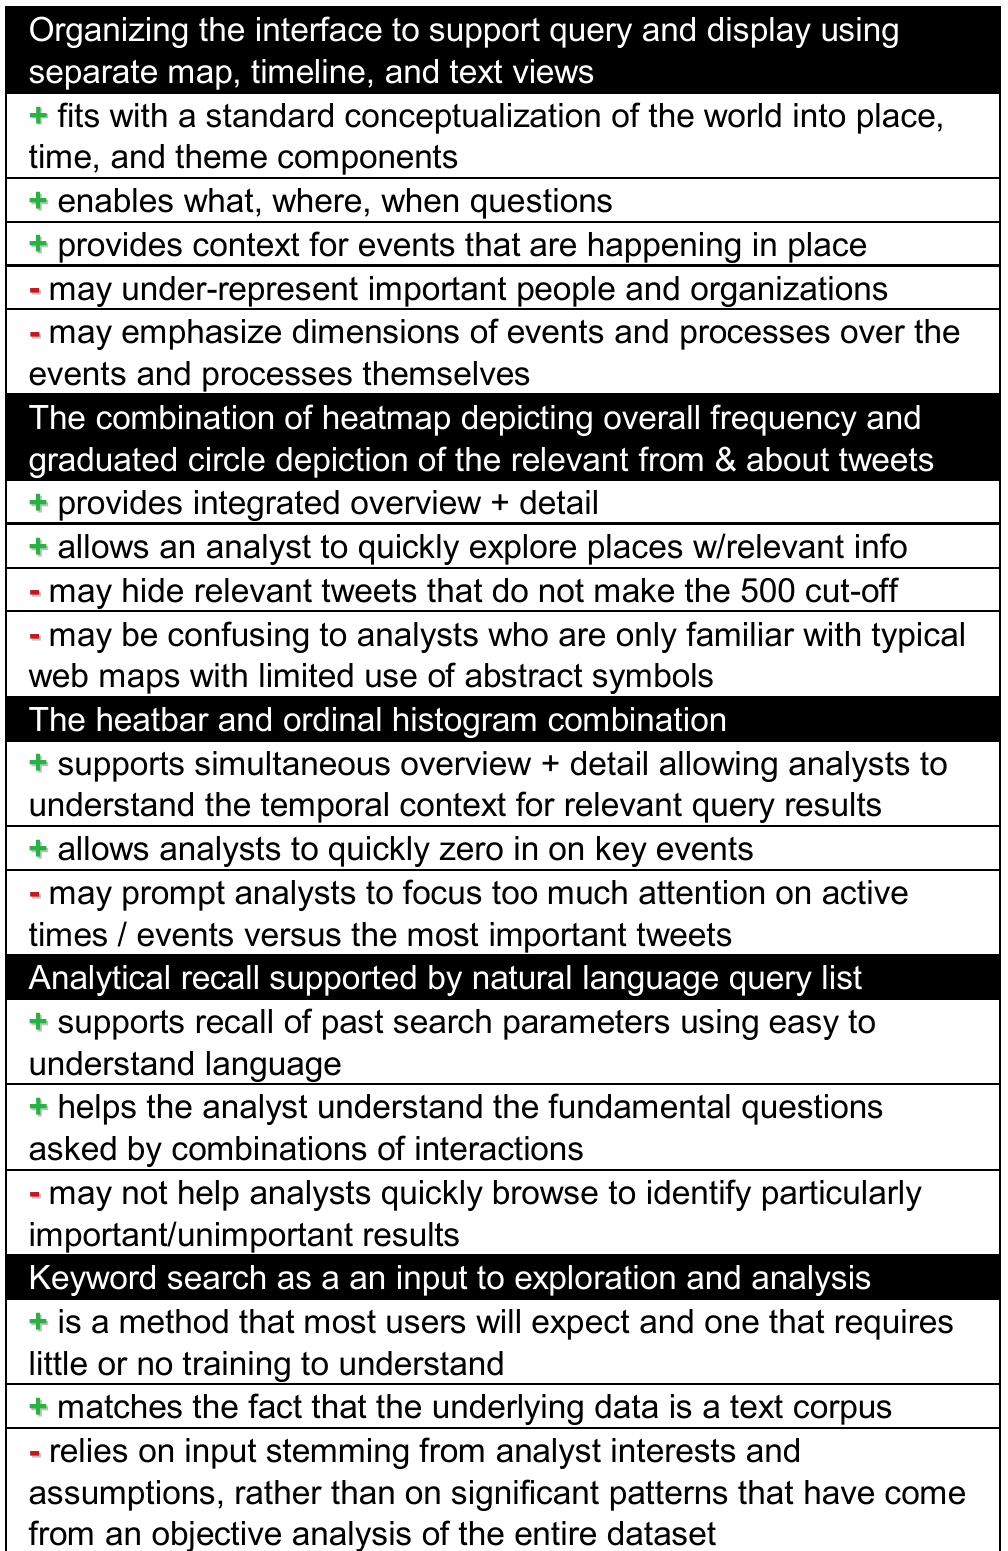 Organizing the interface to support query and display using
separate map, timeline, and text views
+ fits with a standard conceptualization of the world into place,
time, and theme components
+ enables what, where, when questions
+ provides context for events that are happening in place
- may under-represent important people and organizations
- may emphasize dimensions of events and processes over the
events and processes themselves
The combination of heatmap depicting overall frequency and
graduated circle depiction of the relevant from & about tweets
+ provides integrated overview + detail
+ allows an analyst to quickly explore places w/relevant info
- may hide relevant tweets that do not make the 500 cut-off
- may be confusing to analysts who are only familiar with typical
web maps with limited use of abstract symbols
The heatbar and ordinal histogram combination
+ supports simultaneous overview + detail allowing analysts to
understand the temporal context for relevant query results
+ allows analysts to quickly zero in on key events
- may prompt analysts to focus too much attention on active
times / events versus the most important tweets
Analytical recall supported by natural language query list
+ supports recall of past search parameters using easy to
understand language
+ helps the analyst understand the fundamental questions
asked by combinations of interactions
- may not help analysts quickly browse to identify particularly
important/unimportant results
Keyword search as a an input to exploration and analysis
+ is a method that most users will expect and one that requires
little or no training to understand
+ matches the fact that the underlying data is a text corpus
- relies on input stemming from analyst interests and
assumptions, rather than on significant patterns that have come
from an objective analysis of the entire dataset